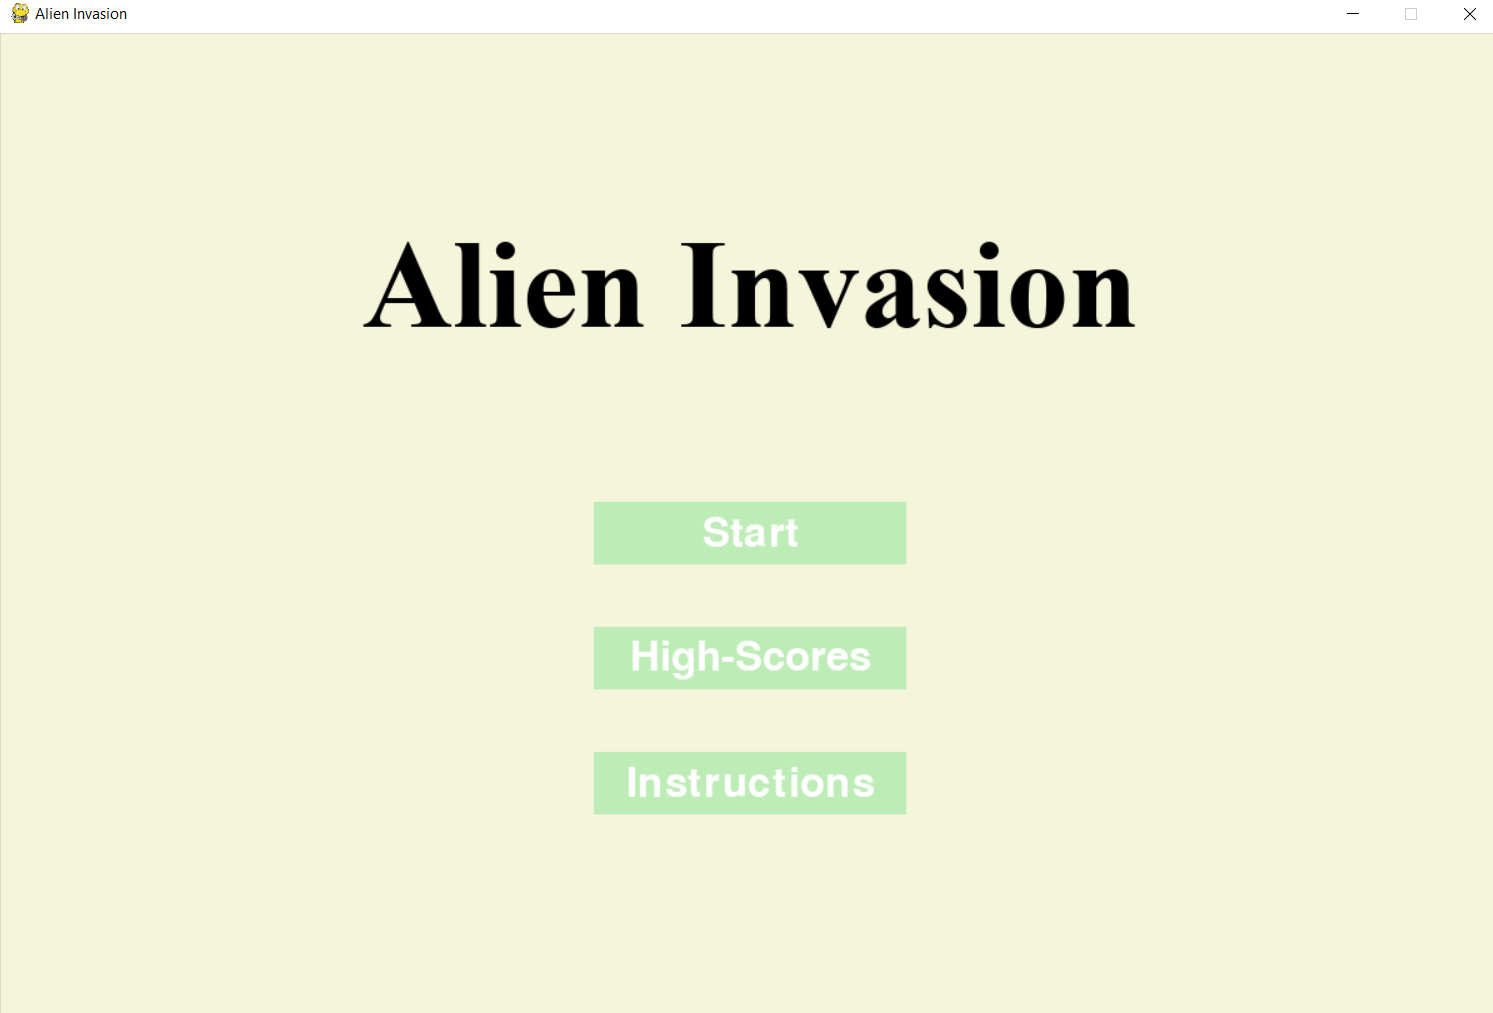 Alien Invasion
Alien Invasion
Start
High-Scores
Instructions